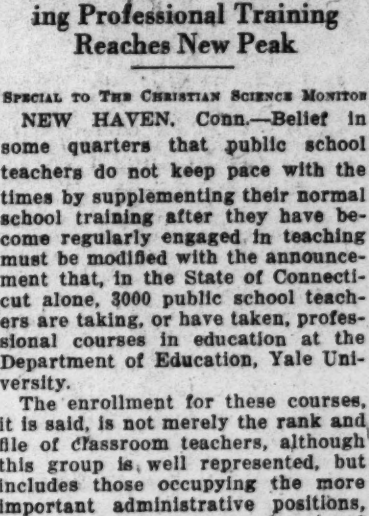 ing Professional Training
Reaches New Peak
SPECIAL TO THE CHRISTIAN SCIENCE MONITOR
NEW HAVEN, Conn.—Belief in
some quarters that public school
teachers do not keep pace with the
times by supplementing their normal
school training after they have be-
come regularly engaged in teaching
must be modified with the announce-
ment that, in the State of Connecti-
cut alone, 3000 public school teach-
ers are taking, or have taken, profes-
sional courses in education at the
Department of Education, Yale Uni-
versity.
The enrollment for these courses,
it is said, is not merely the rank and
file of classroom teachers, although
this group is well represented, but
includes those occupying the more
important administrative positions,